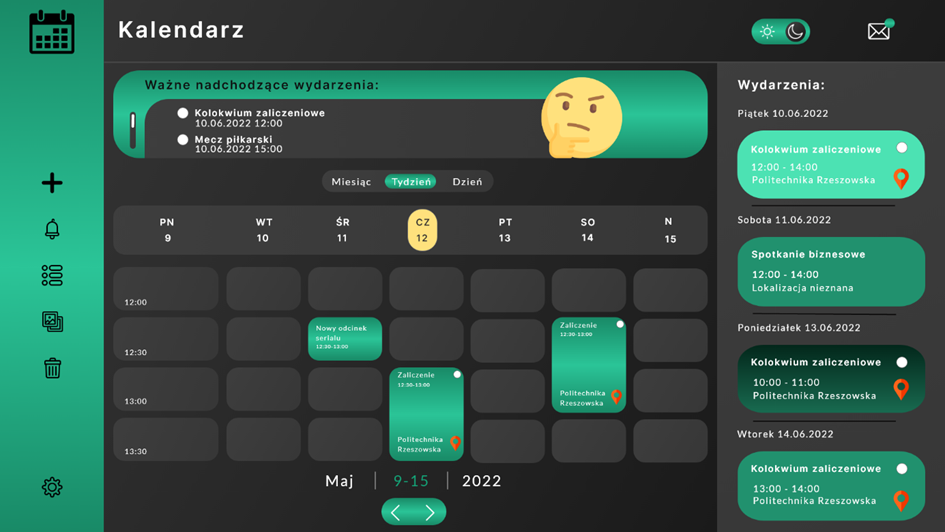 Kalendarz
Ważne nadchodzące wydarzenia:
Kolokwium zaliczeniowe
10.06.2022 12:00
Mecz piłkarski
10.06.2022 15:00
Miesiąc Tydzień Dzień
PN WT ŚR CZ PT SO N
9 10 11 12 13 14 15
12:00
12:30
13:00
13:30
Nowy odcinek
serialu
12:30-13:00
Zaliczenie
12:30-13:00
Politechnika
Rzeszowska
Zaliczenie
12:30-13:00
Politechnika
Rzeszowska
Maj 9-15 2022
Wydarzenia:
Piątek 10.06.2022
Kolokwium zaliczeniowe
12:00 - 14:00
Politechnika Rzeszowska
Sobota 11.06.2022
Spotkanie biznesowe
12:00 - 14:00
Lokalizacja nieznana
Poniedziałek 13.06.2022
Kolokwium zaliczeniowe
10:00 - 11:00
Politechnika Rzeszowska
Wtorek 14.06.2022
Kolokwium zaliczeniowe
13:00 - 14:00
Politechnika Rzeszowska